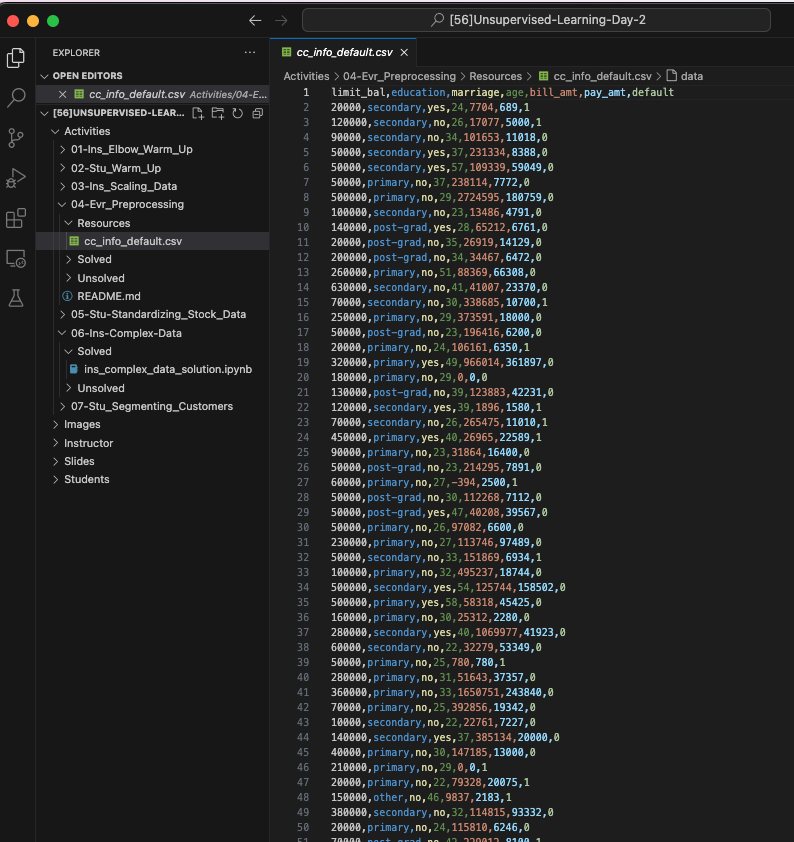 [56]Unsupervised-Learning-Day-2
EXPLORER
OPEN EDITORS
cc_info_default.csv Activities/04-E...
[56]UNSUPERVISED-LEAR...
Activities
01-Ins_Elbow_Warm_Up
02-Stu_Warm_Up
03-Ins_Scaling_Data
04-Evr_Preprocessing
Resources
cc_info_default.csv
Solved
Unsolved
README.md
05-Stu-Standardizing_Stock_Data
06-Ins-Complex-Data
Solved
ins_complex_data_solution.ipynb
Unsolved
07-Stu_Segmenting_Customers
Images
Instructor
Slides
Students
cc_info_default.csv
Activities > 04-Evr_Preprocessing > Resources > cc_info_default.csv > data
1 limit_bal,education,marriage,age,bill_amt,pay_amt,default
2 20000,secondary,yes,24,7704,689,1
3 120000,secondary,no,26,17077,5000,1
4 90000,secondary,no,34,101653,11018,0
5 50000,secondary,yes,37,231334,8388,0
6 50000,secondary,yes,57,109339,59049,0
7 50000,primary,no,37,238114,7772,0
8 500000,primary,no,29,2724595,180759,0
9 100000,secondary,no,23,13486,4791,0
10 140000,post-grad,yes,28,65212,6761,0
11 20000,post-grad,no,35,26919,14129,0
12 200000,post-grad,no,34,34467,6472,0
13 260000,primary,no,51,88369,66308,0
14 630000,secondary,no,41,41007,23370,0
15 70000,secondary,no,30,338685,10700,1
16 250000,primary,no,29,373591,18000,0
17 50000,post-grad,no,23,196416,6200,0
18 20000,primary,no,24,106161,6350,1
19 320000,primary,yes,49,966014,361897,0
20 180000,primary,no,29,0,0,0
21 130000,post-grad,no,39,123883,42231,0
22 120000,secondary,yes,39,1896,1580,1
23 70000,secondary,no,26,265475,11010,1
24 450000,primary,yes,40,26965,22589,1
25 90000,primary,no,23,31864,16400,0
26 50000,post-grad,no,23,214295,7891,0
27 60000,primary,no,27,-394,2500,1
28 50000,post-grad,no,30,112268,7112,0
29 50000,post-grad,yes,47,40208,39567,0
30 50000,primary,no,26,97082,6600,0
31 230000,primary,no,27,113746,97489,0
32 50000,secondary,no,33,151869,6934,1
33 100000,primary,no,32,495237,18744,0
34 500000,secondary,yes,54,125744,158502,0
35 500000,primary,yes,58,58318,45425,0
36 160000,primary,no,30,25312,2280,0
37 280000,secondary,yes,40,1069977,41923,0
38 60000,secondary,no,22,32279,53349,0
39 50000,primary,no,25,780,780,1
40 280000,primary,no,31,51643,37357,0
41 360000,primary,no,33,1650751,243840,0
42 70000,primary,no,25,392856,19342,0
43 10000,secondary,no,22,22761,7227,0
44 140000,secondary,yes,37,385134,20000,0
45 40000,primary,no,30,147185,13000,0
46 210000,primary,no,29,0,0,1
47 20000,primary,no,22,79328,20075,1
48 150000,other,no,46,9837,2183,1
49 380000,secondary,no,32,114815,93332,0
50 20000,primary,no,24,115810,6246,0